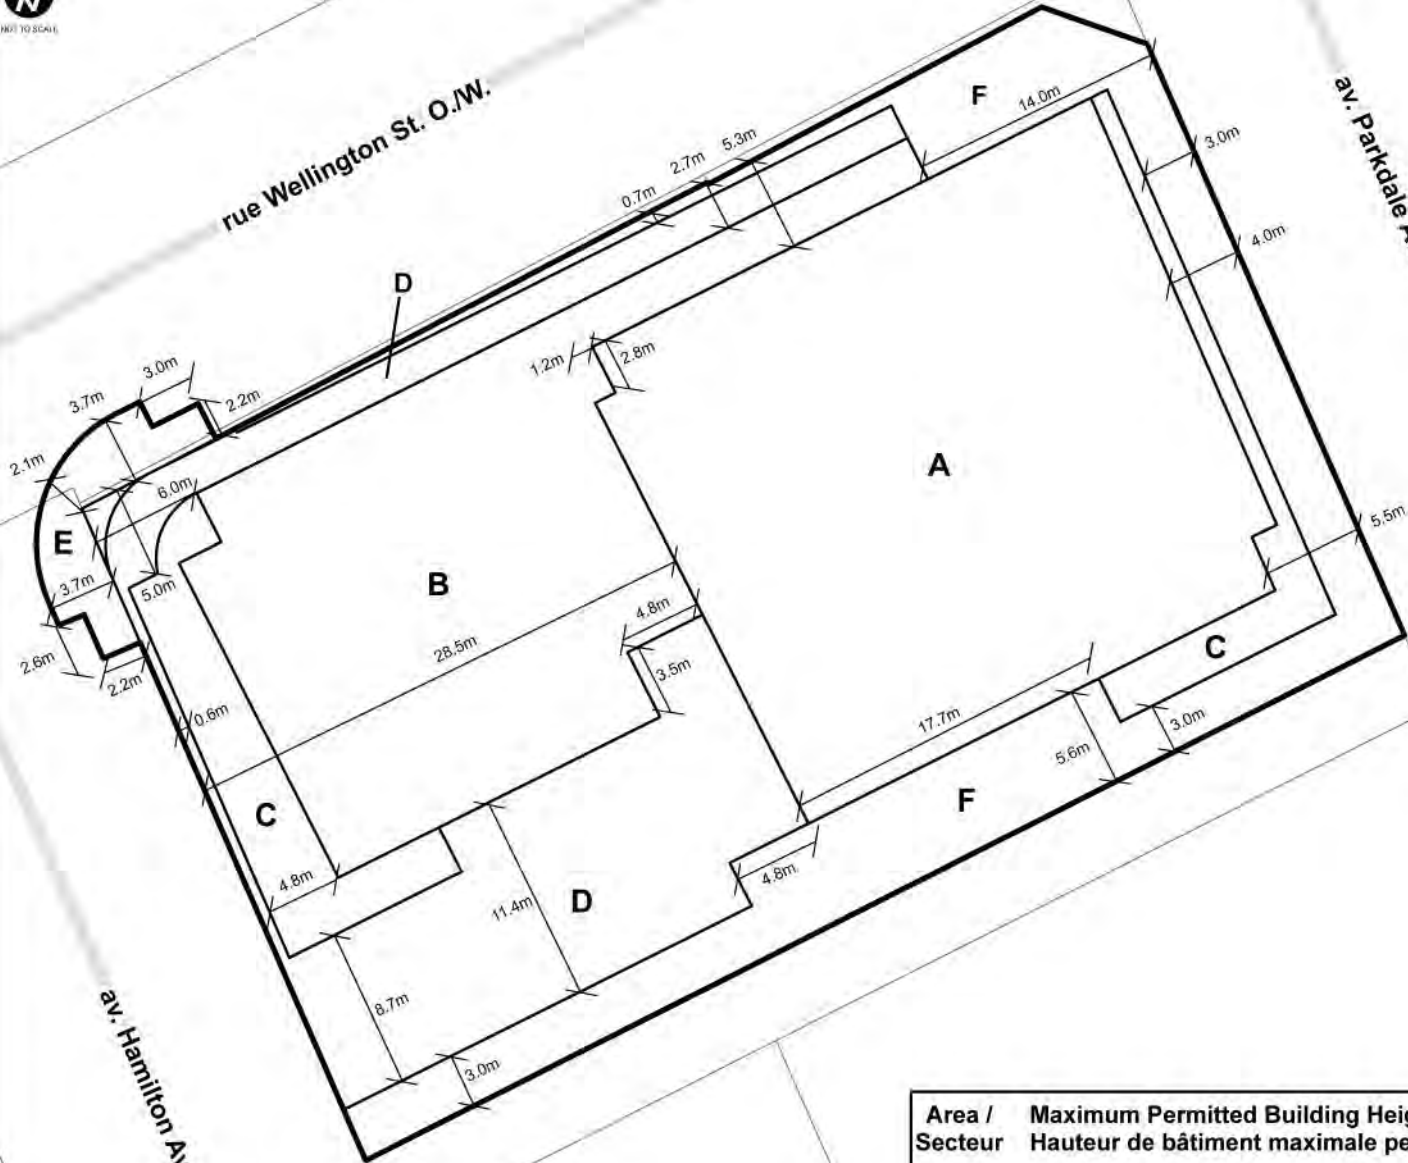 N
NOT TO SCALE
rue Wellington St. O./W.
av. Parkdale
F
14.0m
5.3m
2.7m
0.7m
3.0m
4.0m
D
1.2m
2.8m
3.0m
3.7m
2.2m
2.1m
6.0m
A
E
5.5m
B
3.7m
5.0m
4.8m
28.5m
C
2.6m
2.2m
3.5m
0.6m
17.7m
3.0m
5.6m
C
F
4.8m
4.8m
11.4m
D
8.7m
3.0m
av. Hamilton
Area / Maximum Permitted Building
Secteur Hauteur de bâtiment maximale